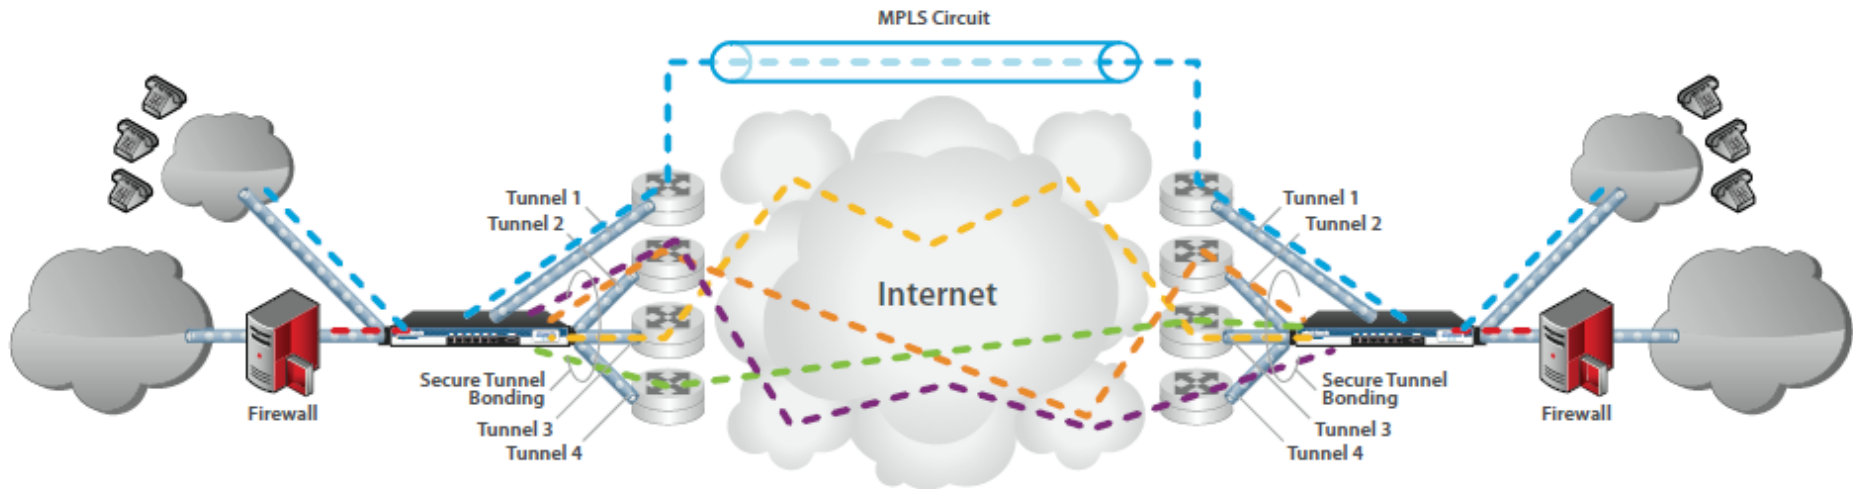 MPLS Circuit
Tunnel 1
Tunnel 2
Tunnel 1
Tunnel 2
Internet
Secure Tunnel
Bonding
Secure Tunnel
Bonding
Firewall
Firewall
Tunnel 3
Tunnel 4
Tunnel 3
Tunnel 4